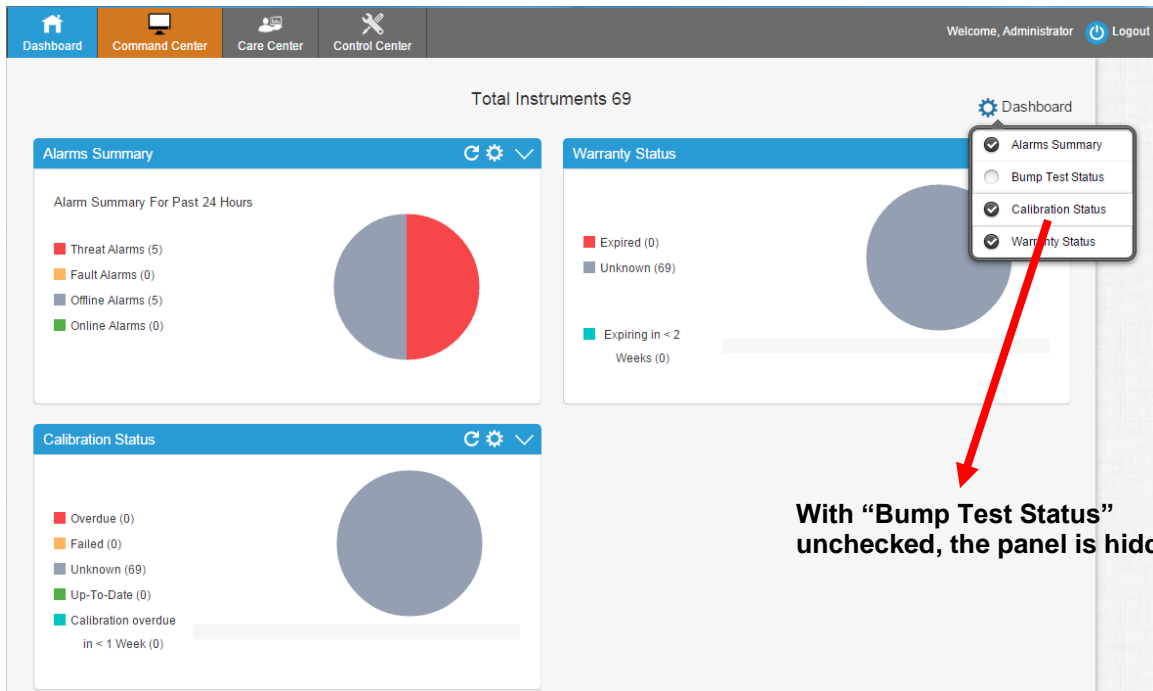 Dashboard
Command Center
Care Center
Control Center
Welcome, Administrator
Logout
Total Instruments 69
Dashboard
Alarms Summary
Bump Test Status
Calibration Status
Warranty Status
Alarms Summary
Alarm Summary For Past 24 Hours
Threat Alarms (5)
Fault Alarms (0)
Offline Alarms (5)
Online Alarms (0)
Warranty Status
Expired (0)
Unknown (69)
Expiring in < 2
Weeks (0)
Calibration Status
Overdue (0)
Failed (0)
Unknown (69)
Up-To-Date (0)
Calibration overdue
in < 1 Week (0)
With “Bump Test Status”
unchecked, the panel is